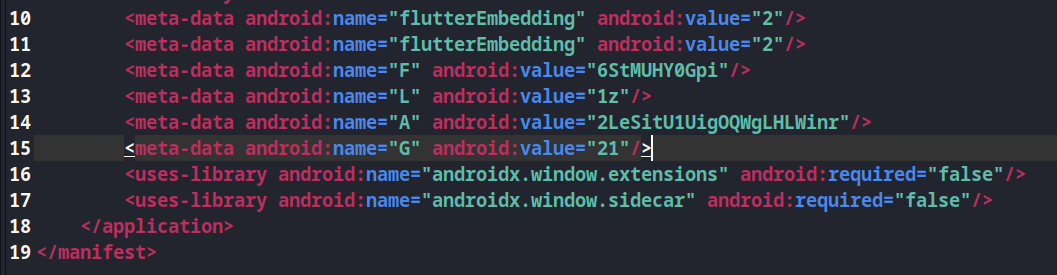 10 <meta-data android:name="flutterEmbedding" android:value="2"/>
11 <meta-data android:name="flutterEmbedding" android:value="2"/>
12 <meta-data android:name="F" android:value="6StMUHY0Gpi"/>
13 <meta-data android:name="L" android:value="1z"/>
14 <meta-data android:name="A" android:value="2LeSitU1UigOQWgLHLWinr"/>
15 <meta-data android:name="G" android:value="21"/>
16 <uses-library android:name="androidx.window.extensions" android:required="false"/>
17 <uses-library android:name="androidx.window.sidecar" android:required="false"/>
18 </application>
19 </manifest>